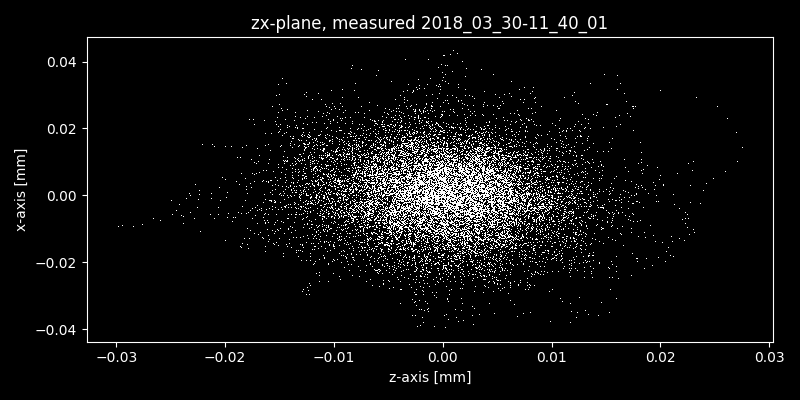 zx-plane, measured 2018_03_30-11_40_01
0.04
0.02
0.00
−0.02
−0.04
x-axis [mm]
−0.03 −0.02 −0.01 0.00 0.01 0.02 0.03
z-axis [mm]